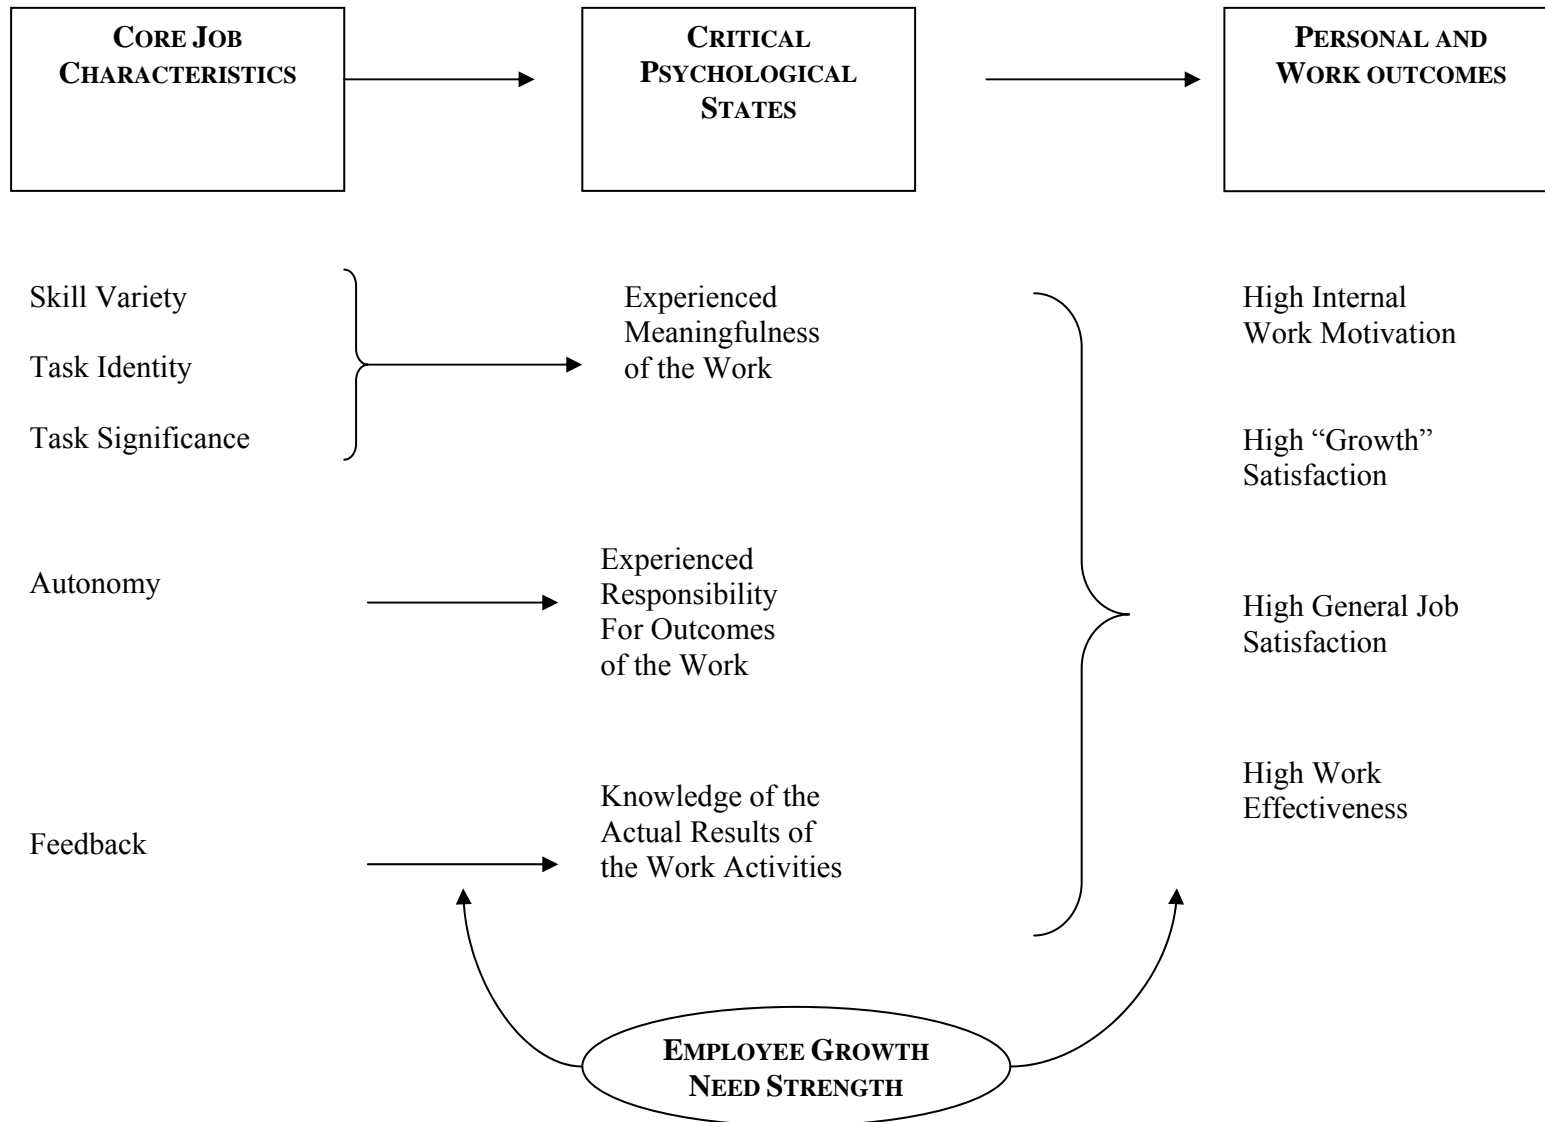 CORE JOB
CHARACTERISTICS
CRITICAL
PSYCHOLOGICAL
STATES
PERSONAL AND
WORK OUTCOMES
Skill Variety
Task Identity
Task Significance
Experienced
Meaningfulness
of the Work
High Internal
Work Motivation
High “Growth”
Satisfaction
Autonomy
Experienced
Responsibility
For Outcomes
of the Work
High General Job
Satisfaction
Feedback
Knowledge of the
Actual Results of
the Work Activities
High Work
Effectiveness
EMPLOYEE GROWTH
NEED STRENGTH